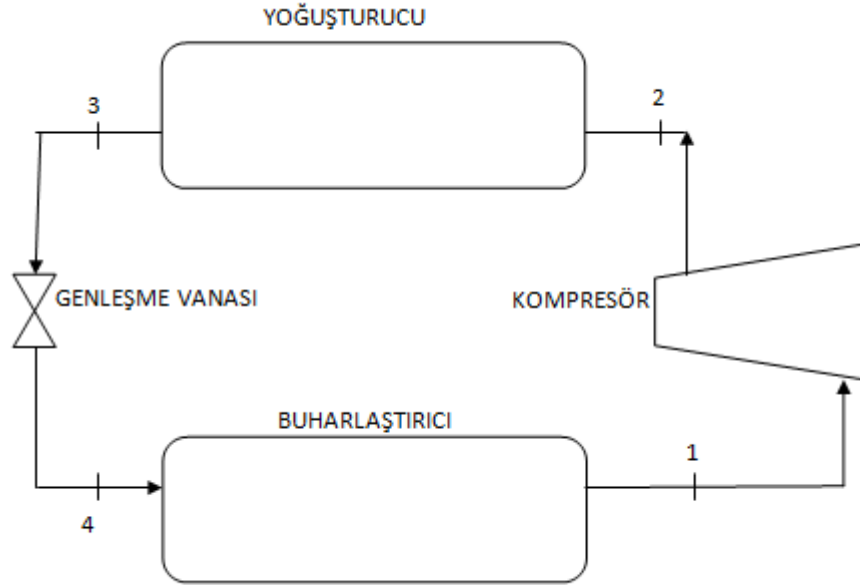 YOĞUŞTURUCU
3
2
GENLEŞME VANASI
KOMPRESÖR
BUHARLAŞTIRICI
1
4